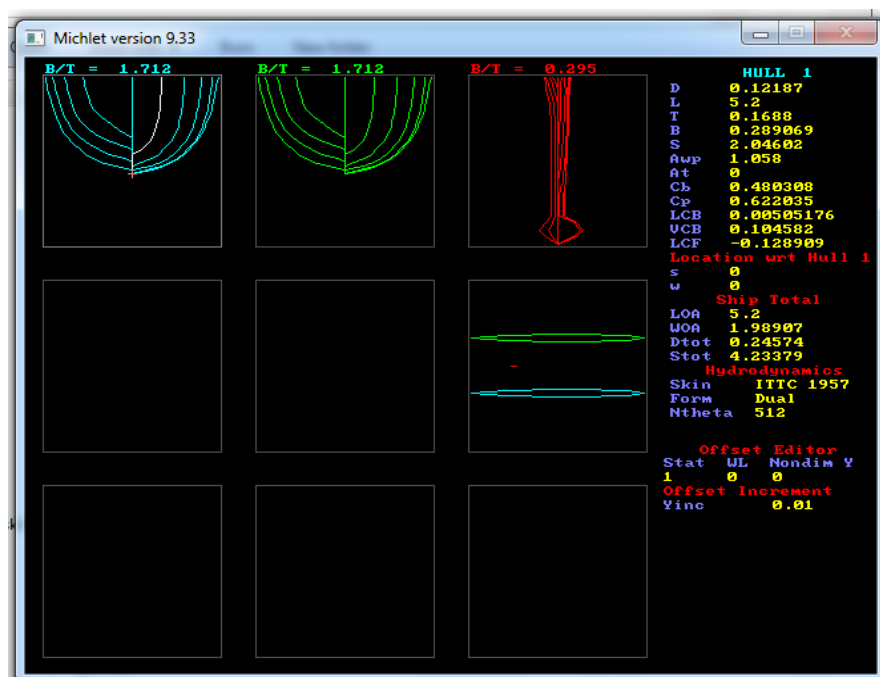 Michlet version 9.33
B/T = 1.712
B/T = 1.712
B/T = 0.295
HULL 1
D 0.12187
L 5.2
T 0.1688
B 0.289069
S 2.04602
Awp 1.058
At 0
Cb 0.480308
Cp 0.622035
LCB 0.00505176
VCB 0.104582
LCF -0.128909
Location wrt Hull 1
s 0
w 0
Ship Total
LOA 5.2
WOA 1.98907
Dtot 0.24574
Stot 4.23379
Hydrodynamics
Skin ITTC 1957
Form Dual
Ntheta 512
Offset Editor
Stat WL Nondim Y
1 0 0
Offset Increment
Yinc 0.01